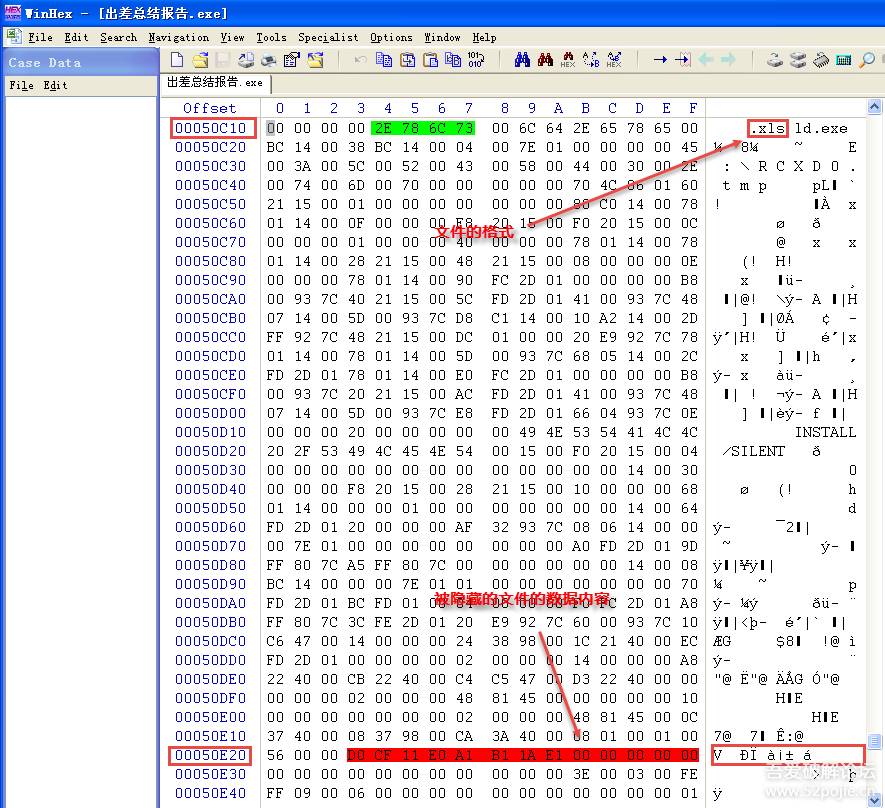 WinHex - [出差总结报告.exe]
File Edit Search Navigation View Tools Specialist Options Window Help
Case Data
File Edit
出差总结报告.exe
Offset 0 1 2 3 4 5 6 7 8 9 A B C D E F
00050C10 00 00 00 00 2E 78 6C 73 00 6C 64 2E 65 78 65 00 .xls ld.exe
00050C20 BC 14 00 38 BC 14 00 04 00 7E 01 00 00 00 00 45 ¼ 8¼ ~ E
00050C30 00 3A 00 5C 00 52 00 43 00 58 00 44 00 30 00 2E : \ R C X D 0 .
00050C40 00 74 00 6D 00 70 00 00 00 00 00 70 4C 06 01 60 t m p pL `
00050C50 21 15 00 01 00 00 00 00 00 00 00 80 C0 14 00 78 ! À x
00050C60 01 14 00 0F 00 00 00 E8 20 15 00 F0 20 15 00 0C
文件的格式
00050C70 00 00 00 01 00 00 00 40 00 00 00 78 01 14 00 78 @ x x
00050C80 01 14 00 28 21 15 00 48 21 15 00 08 00 00 00 0E (! H!
00050C90 00 00 00 78 01 14 00 90 FC 2D 01 00 00 00 00 B8 x ü- ¸
00050CA0 00 93 7C 40 21 15 00 5C FD 2D 01 41 00 93 7C 48 |@! \ý- A |H
00050CB0 07 14 00 5D 00 93 7C D8 C1 14 00 10 A2 14 00 2D ] |ØÁ ¢ -
00050CC0 FF 92 7C 48 21 15 00 DC 01 00 00 20 E9 92 7C 78 ÿ |H! Ü é |x
00050CD0 01 14 00 78 01 14 00 5D 00 93 7C 68 05 14 00 2C x ] |h ,
00050CE0 FD 2D 01 78 01 14 00 E0 FC 2D 01 00 00 00 00 B8 ý- x àü- ¸
00050CF0 00 93 7C 20 21 15 00 AC FD 2D 01 41 00 93 7C 48 | ! ¬ý- A |H
00050D00 07 14 00 5D 00 93 7C E8 FD 2D 01 66 04 93 7C 0E ] |èý- f |
00050D10 00 00 20 00 00 00 00 00 00 49 4E 53 54 41 4C 4C INSTALL
00050D20 20 2F 53 49 4C 45 4E 54 00 15 00 F0 20 15 00 04 /SILENT ð
00050D30 00 00 00 00 00 00 00 00 00 00 00 00 00 14 00 30 0
00050D40 00 00 00 F8 20 15 00 28 21 15 00 10 00 00 00 68 ø (! h
00050D50 01 14 00 00 00 01 00 00 00 00 00 00 00 14 00 64 d
00050D60 FD 2D 01 20 00 00 00 AF 32 93 7C 08 06 14 00 00 ý- ¯2 |
00050D70 00 7E 01 00 00 00 00 00 00 00 00 A0 FD 2D 01 9D ~ ý-
00050D80 FF 80 7C A5 FF 80 7C 00 00 00 00 00 00 14 00 08 ÿ |¥ÿ |
00050D90 BC 14 00 00 00 7E 01 01 00 00 00 00 00 00 00 70 ¼ ~ p
被隐藏的文件的数据内容
00050DB0 FF 80 7C 3C FE 2D 01 20 E9 92 7C 60 00 93 7C 10 ÿ |<þ- é |` |
00050DC0 C6 47 00 14 00 00 00 24 38 98 00 1C 21 40 00 EC ÆG $8 !@ ì
00050DD0 FD 2D 01 00 00 00 00 02 00 00 00 14 00 00 00 A8 ý- ¨
00050DE0 22 40 00 CB 22 40 00 C4 C5 47 00 D3 22 40 00 00 "@ Ë"@ ÄÅG Ó"@
00050DF0 00 00 00 02 00 00 00 48 81 45 00 00 00 00 00 10 H E
00050E00 00 00 00 00 00 00 00 02 00 00 00 48 81 45 00 0C H E
00050E10 37 40 00 08 37 98 00 CA 3A 40 00 08 01 00 01 00 7@ 7 Ê:@
00050E20 56 00 00 D0 CF 11 E0 A1 B1 1A E1 00 00 00 00 00 V ÐÏ à¡± á
00050E30 00 00 00 00 00 00 00 00 00 00 00 3E 00 03 00 FE > þ
00050E40 FF 09 00 06 00 00 00 00 00 00 00 00 00 00 00 01 ÿ
吾爱破解论坛
www.52pojie.cn